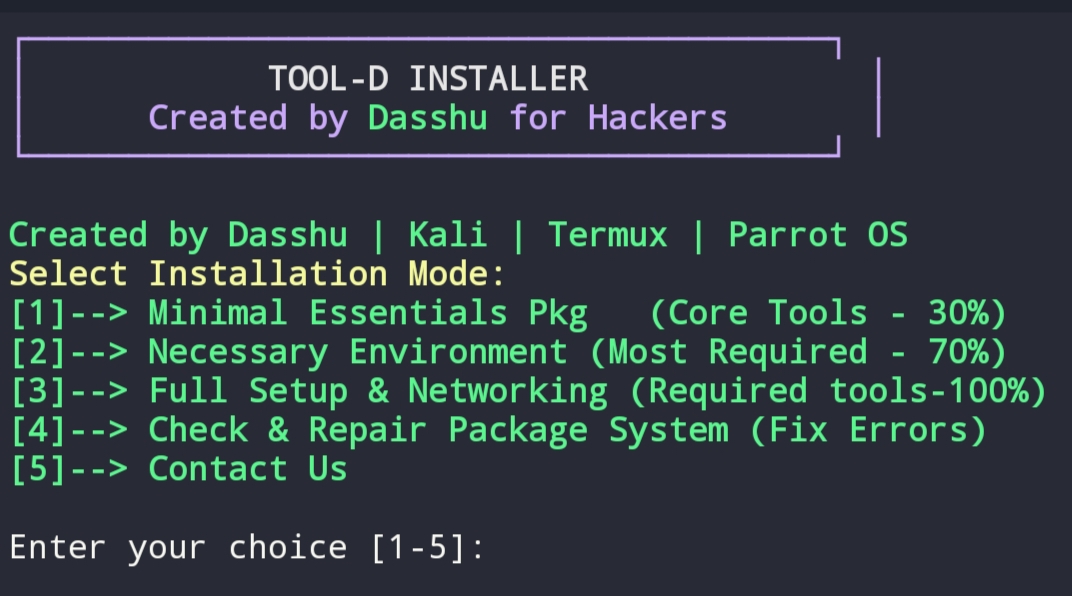 TOOL-D INSTALLER
Created by Dasshu for Hackers
Created by Dasshu | Kali | Termux | Parrot OS
Select Installation Mode:
[1]--> Minimal Essentials Pkg   (Core Tools - 30%)
[2]--> Necessary Environment (Most Required - 70%)
[3]--> Full Setup & Networking (Required tools-100%)
[4]--> Check & Repair Package System (Fix Errors)
[5]--> Contact Us
Enter your choice [1-5]: